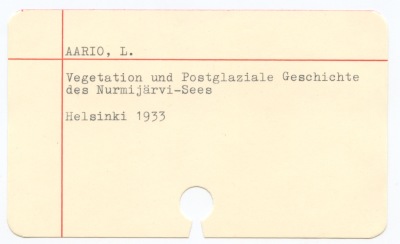 AARIO, L.
Vegetation und Postglaziale Geschichte
des Nurmijärvi-Sees
Helsinki 1933